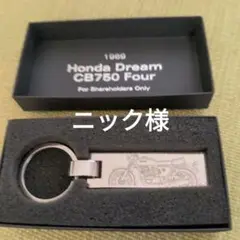 1969
Honda Dream
CB750 Four
For Shareholders Only
ニック様